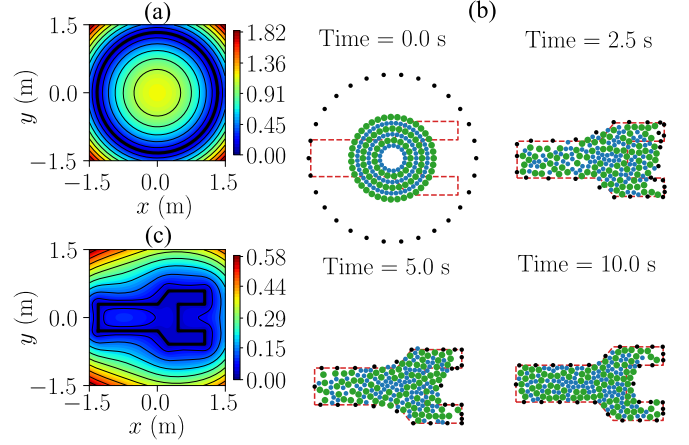 (a)
1.5
0.0
−1.5
y (m)
−1.5
0.0
1.5
x (m)
1.82
1.36
0.91
0.45
0.00
(b)
Time = 0.0 s
Time = 2.5 s
(c)
1.5
0.0
−1.5
y (m)
−1.5
0.0
1.5
x (m)
0.58
0.44
0.29
0.15
0.00
Time = 5.0 s
Time = 10.0 s